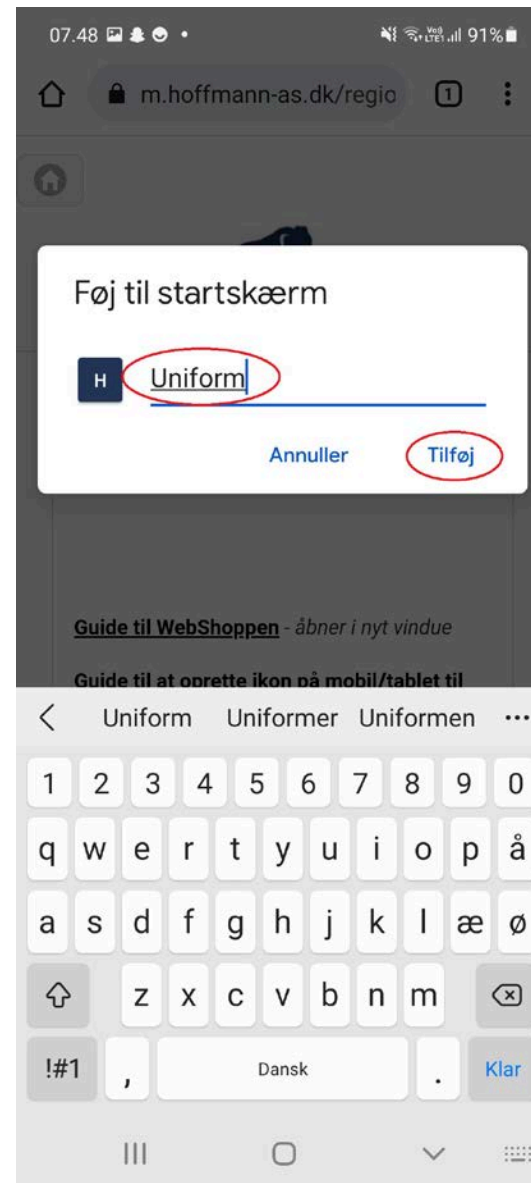 07.48 91%
m.hoffmann-as.dk/regio 1
Føj til startskærm
H Uniform
Annuller Tilføj
Guide til WebShoppen - åbner i nyt vindue
Guide til at oprette ikon på mobil/tablet til
Uniform Uniformer Uniformen
1 2 3 4 5 6 7 8 9 0
q w e r t y u i o p å
a s d f g h j k l æ ø
z x c v b n m
!#1 , Dansk . Klar